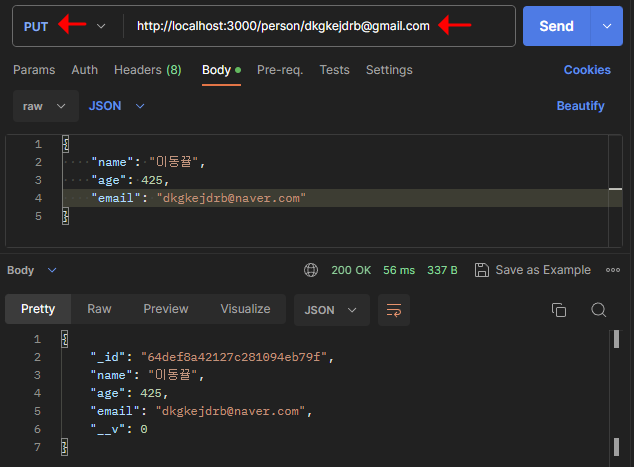 PUT http://localhost:3000/person/dkgkejdrb@gmail.com Send
Params Auth Headers (8) Body Pre-req. Tests Settings Cookies
raw JSON Beautify
1 {
2 "name": "이동끌",
3 "age": 425,
4 "email": "dkgkejdrb@naver.com"
5 }
Body 200 OK 56 ms 337 B Save as Example
Pretty Raw Preview Visualize JSON
1 {
2 "_id": "64def8a42127c281094eb79f",
3 "name": "이동끌",
4 "age": 425,
5 "email": "dkgkejdrb@naver.com",
6 "__v": 0
7 }